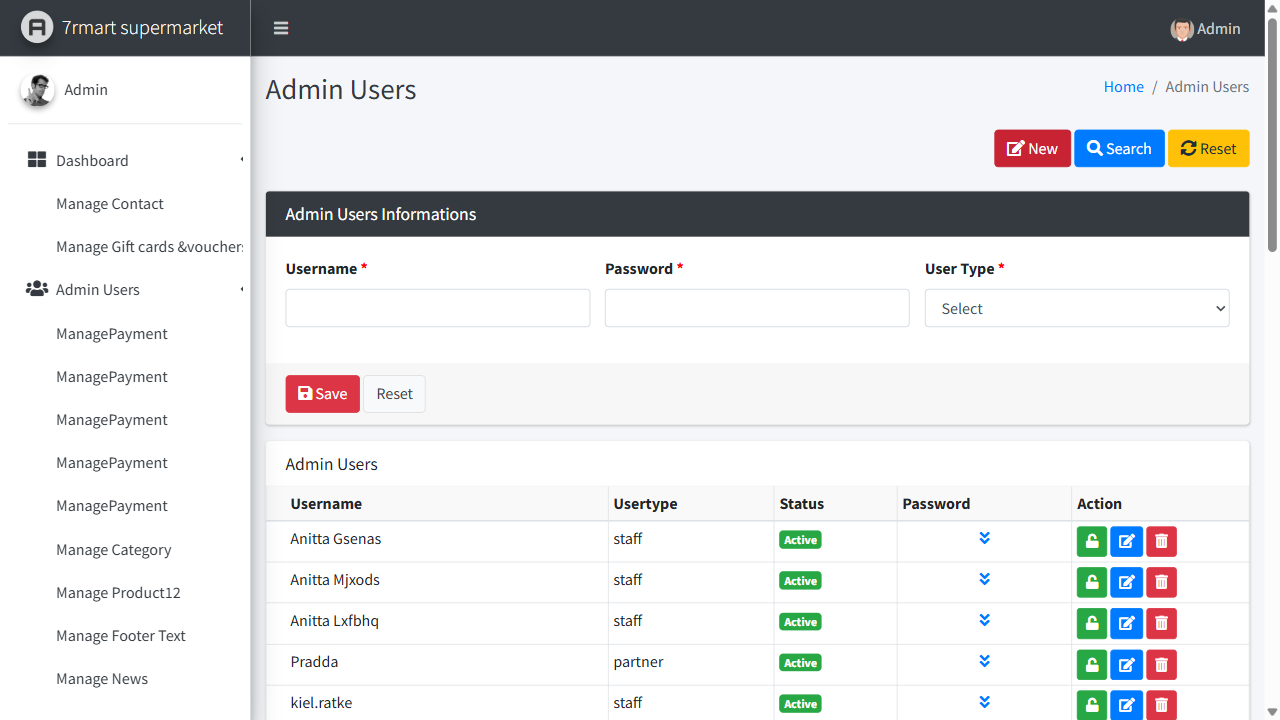 7rmart supermarket
Admin
Admin
Dashboard
Manage Contact
Manage Gift cards &vouchers
Admin Users
ManagePayment
ManagePayment
ManagePayment
ManagePayment
ManagePayment
Manage Category
Manage Product12
Manage Footer Text
Manage News
Admin Users
Home / Admin Users
New Search Reset
Admin Users Informations
Username * Password * User Type *
Select
Save Reset
Admin Users
Username Usertype Status Password Action
Anitta Gsenas staff Active
Anitta Mjxods staff Active
Anitta Lxfbhq staff Active
Pradda partner Active
kiel.ratke staff Active